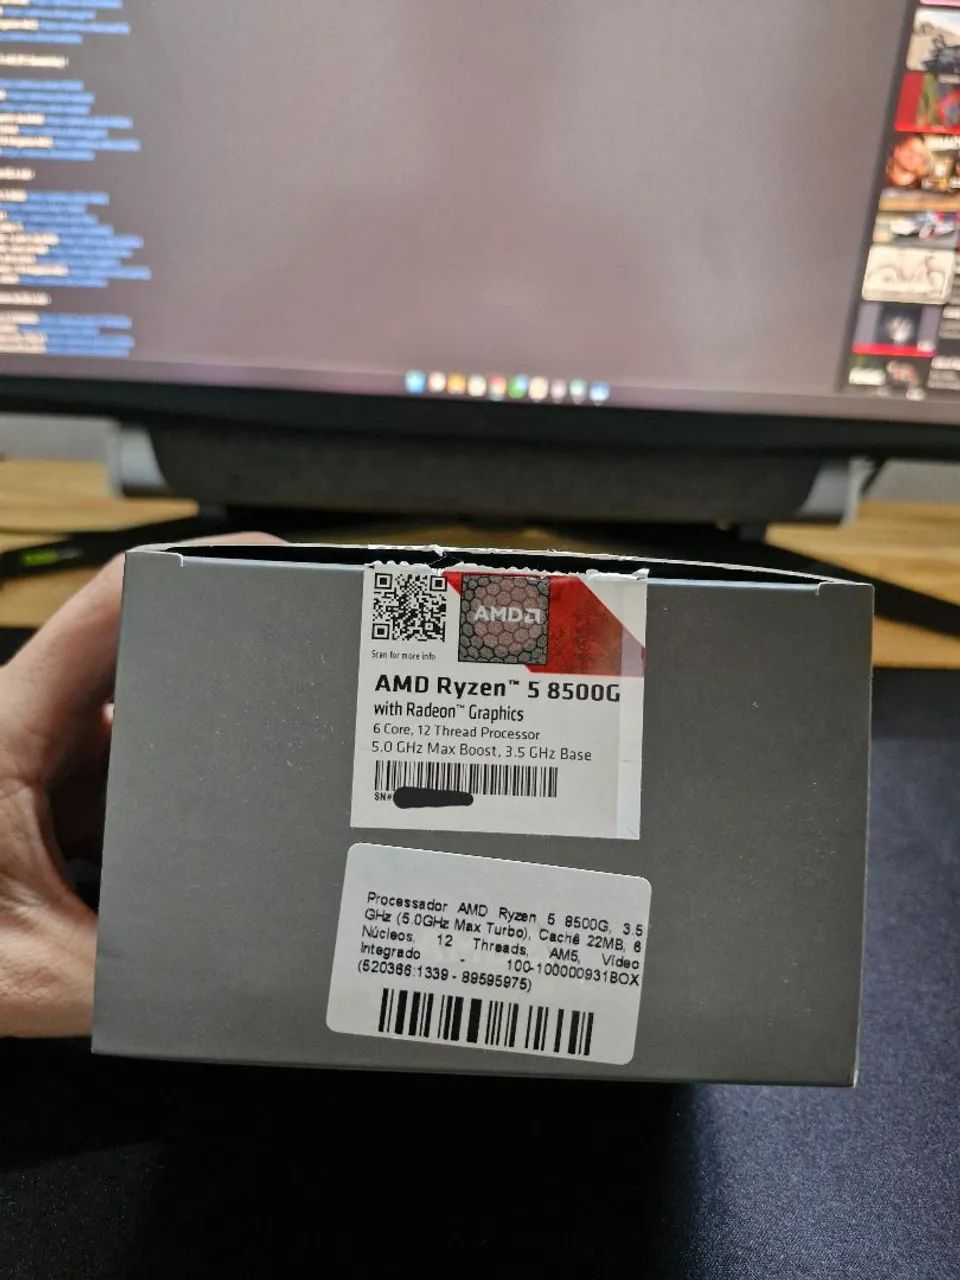 AMD
Scan for more info
AMD Ryzen™ 5 8500G
with Radeon™ Graphics
6 Core, 12 Thread Processor
5.0 GHz Max Boost, 3.5 GHz Base
SN#
Processador AMD Ryzen 5 8500G, 3.5
GHz (5.0GHz Max Turbo), Cachê 22MB, 6
Núcleos, 12 Threads, AM5, Vídeo
Integrado - 100-100000931BOX
(520366:1339 - 89595975)